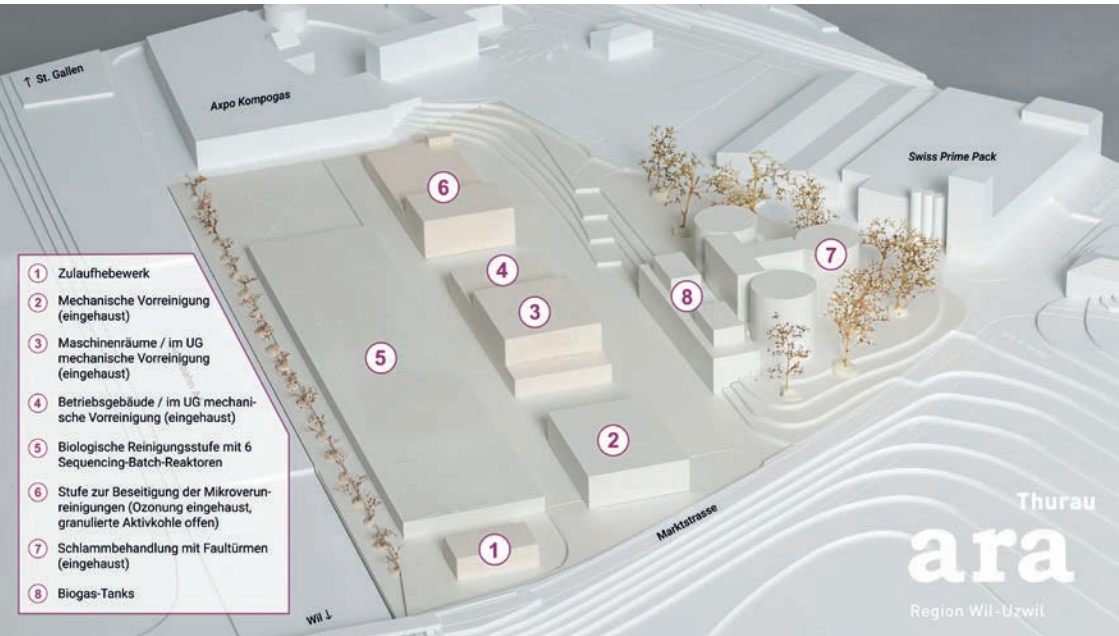 ↑ St. Gallen
Axpo Kompogas
Swiss Prime Pack
6
4
3
7
8
5
2
1
Marktstrasse
Wil ↓
1 Zulaufhebewerk
2 Mechanische Vorreinigung
(eingehaust)
3 Maschinenräume / im UG
mechanische Vorreinigung
(eingehaust)
4 Betriebsgebäude / im UG mechani-
sche Vorreinigung (eingehaust)
5 Biologische Reinigungsstufe mit 6
Sequencing-Batch-Reaktoren
6 Stufe zur Beseitigung der Mikroverun-
reinigungen (Ozonung eingehaust,
granulierte Aktivkohle offen)
7 Schlammbehandlung mit Faultürmen
(eingehaust)
8 Biogas-Tanks
Thurau
ara
Region Wil-Uzwil